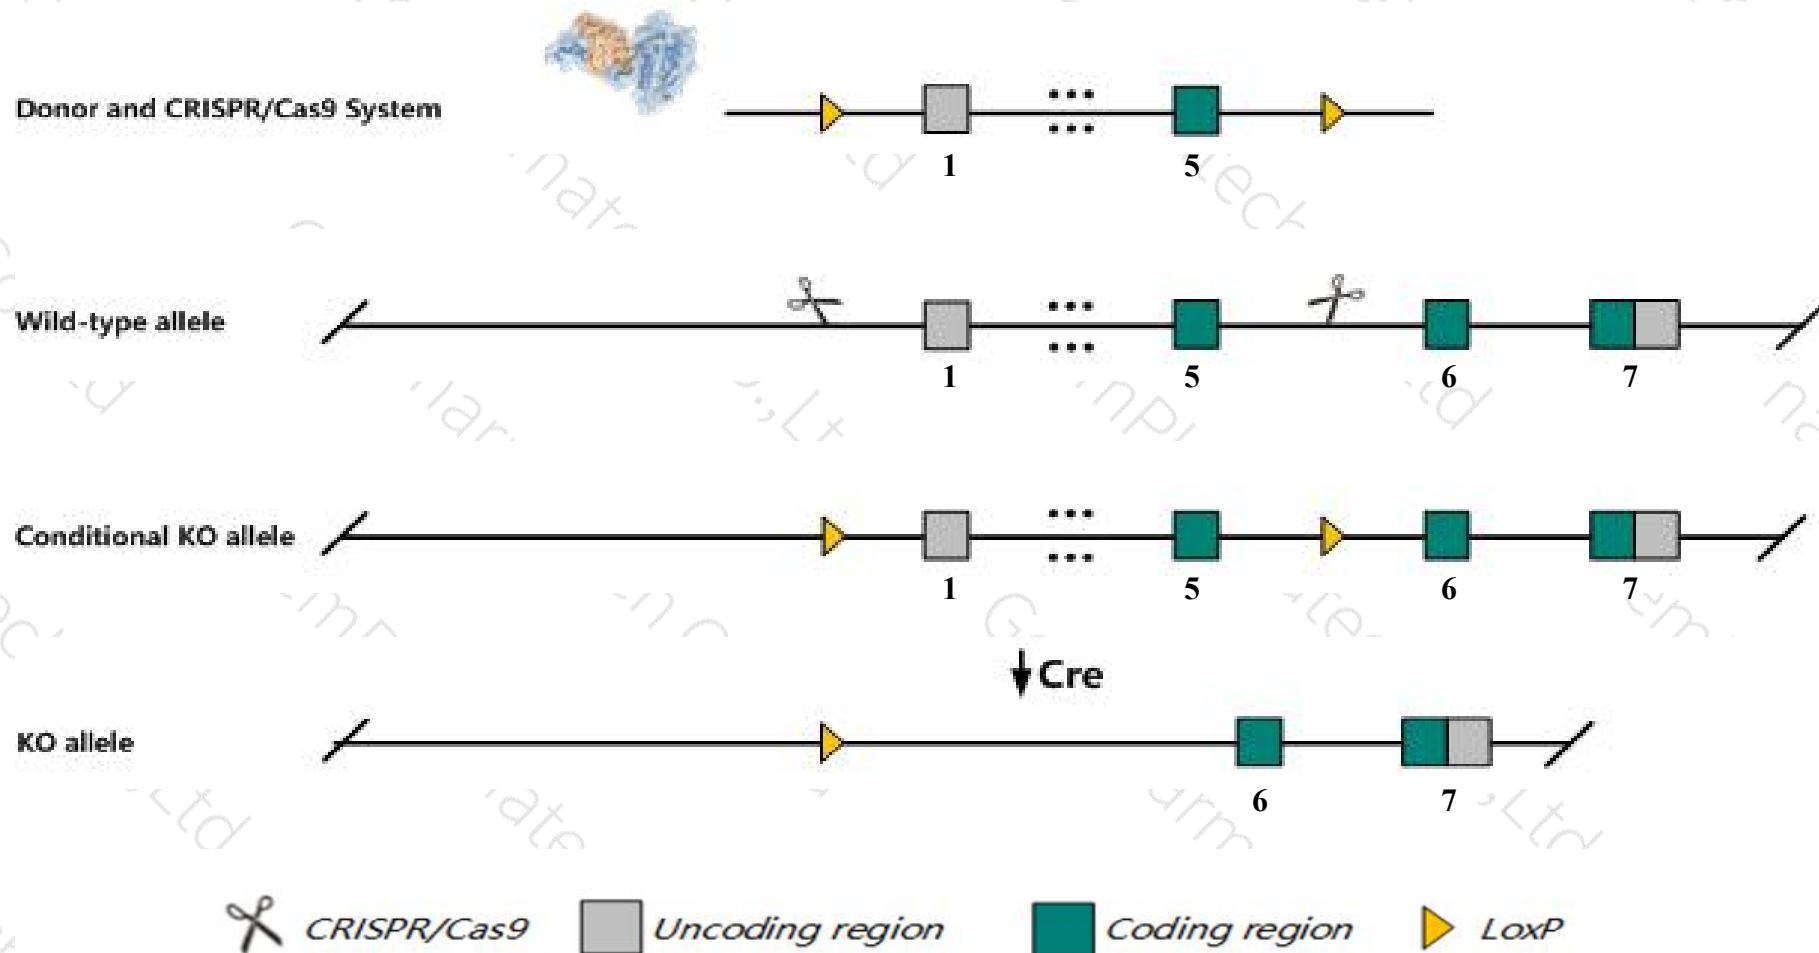 Donor and CRISPR/Cas9 System
1 5
Wild-type allele
1 5 6 7
Conditional KO allele
1 5 6 7
Cre
KO allele
6 7
CRISPR/Cas9 Uncoding region Coding region LoxP